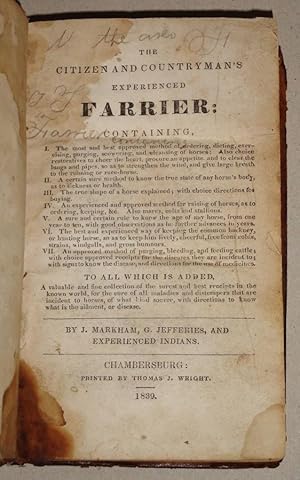 the
THE
CITIZEN AND COUNTRYMAN'S
EXPERIENCED
FARRIER:
CONTAINING,
I. The most and best approved method of ordering, dieting, exer-
cising, purging, scowering, and cleansing of horses: Also choice
restoratives to cheer the heart, procure an appetite, and to clear the
lungs and pipes, so as to strengthen the wind, and give large breath
to the running or race-horse.
II. A certain sure method to know the true state of any horse's body,
as to sickness or health.
III. The true shape of a horse explained; with choice directions for
buying.
IV. An experienced and approved method for raising of horses, as to
ordering, keeping, &c. Also mares, colts and stallions.
V. A sure and certain rule to know the age of any horse, from one
year to ten, with good observations as he further advances in years.
VI. The best and experienced way of keeping the common hackney,
or hunting horse, so as to keep him lively, cheerful, free from colds,
strains, windgalls, and gross humours.
VII. An approved method of purging, bleeding, and feeding cattle;
with choice approved receipts for the diseases they are incident to;
with signs to know the disease, and directions for the use of medicines.
TO ALL WHICH IS ADDED,
A valuable and fine collection of the surest and best receipts in the
known world, for the cure of all maladies and distempers that are
incident to horses, of what kind soever, with directions to know
what is the ailment, or disease.
BY J. MARKHAM, G. JEFFERIES, AND
EXPERIENCED INDIANS.
CHAMBERSBURG:
PRINTED BY THOMAS J. WRIGHT.
1839.